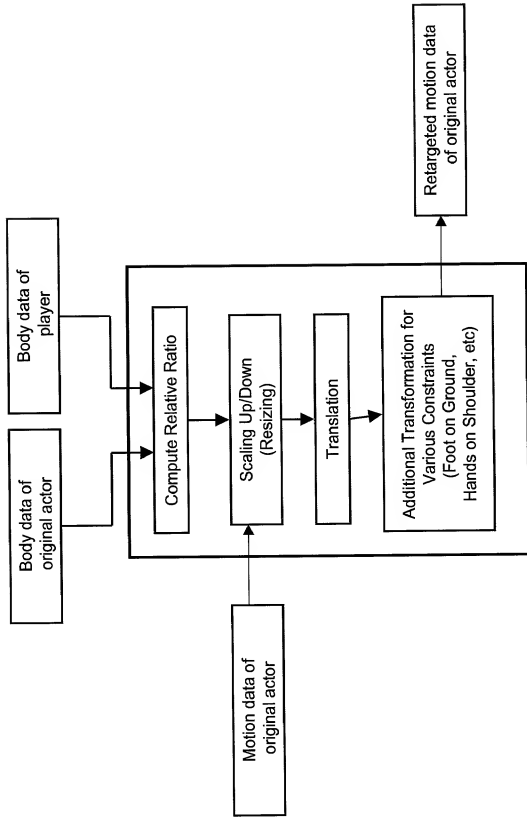 Body data of
original actor
Body data of
player
Compute Relative Ratio
Motion data of
original actor
Scaling Up/Down
(Resizing)
Translation
Additional Transformation for
Various Constraints
(Foot on Ground,
Hands on Shoulder, etc)
Retargeted motion data
of original actor